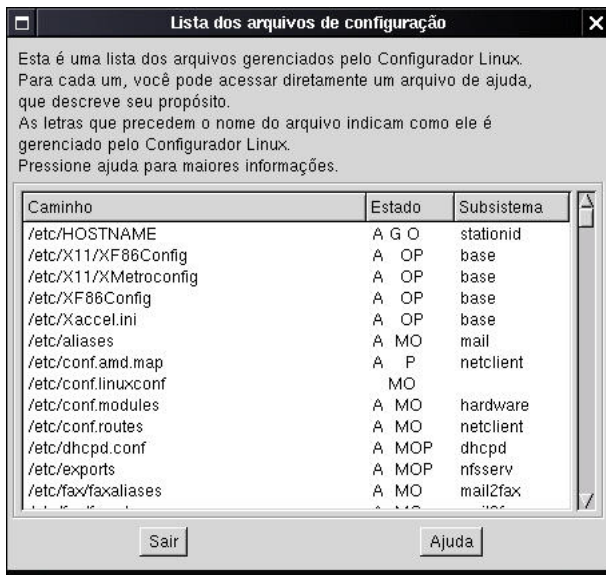 Lista dos arquivos de configuração
Esta é uma lista dos arquivos gerenciados pelo Configurador Linux.
Para cada um, você pode acessar diretamente um arquivo de ajuda,
que descreve seu propósito.
As letras que precedem o nome do arquivo indicam como ele é
gerenciado pelo Configurador Linux.
Pressione ajuda para maiores informações.
Caminho Estado Subsistema
/etc/HOSTNAME A G O stationid
/etc/X11/XF86Config A OP base
/etc/X11/XMetroconfig A OP base
/etc/XF86Config A OP base
/etc/Xaccel.ini A OP base
/etc/aliases A MO mail
/etc/conf.amd.map A P netclient
/etc/conf.linuxconf MO
/etc/conf.modules A MO hardware
/etc/conf.routes A MO netclient
/etc/dhcpd.conf A MOP dhcpd
/etc/exports A MOP nfsserv
/etc/fax/faxaliases A MO mail2fax
Sair Ajuda